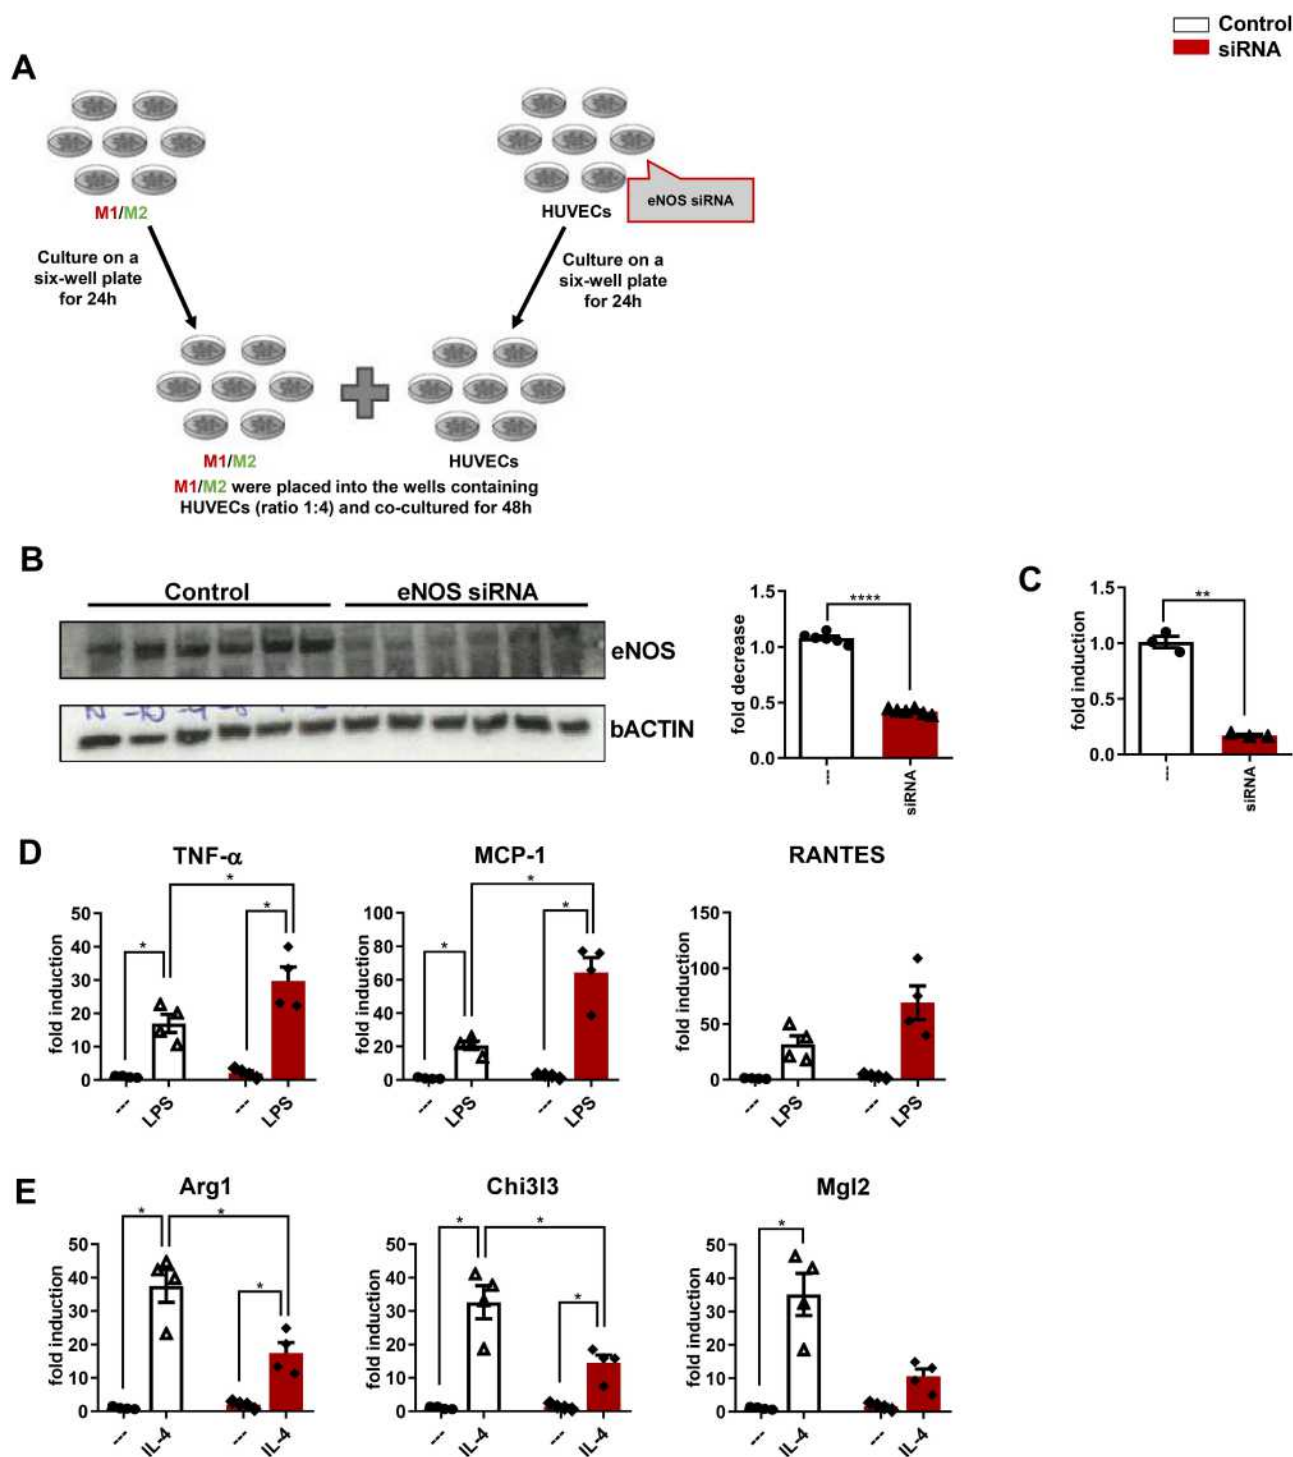 Control
siRNA
A
M1/M2
HUVECs
eNOS siRNA
Culture on a
six-well plate
for 24h
Culture on a
six-well plate
for 24h
M1/M2
HUVECs
M1/M2 were placed into the wells containing
HUVECs (ratio 1:4) and co-cultured for 48h
B
Control
eNOS siRNA
eNOS
bACTIN
fold decrease
1.5
1.0
0.5
0.0
****
---
siRNA
C
fold induction
1.5
1.0
0.5
0.0
**
---
siRNA
D
TNF-α
fold induction
50
40
30
20
10
0
*
*
*
---
LPS
---
LPS
MCP-1
fold induction
100
80
60
40
20
0
*
*
*
---
LPS
---
LPS
RANTES
fold induction
150
100
50
0
---
LPS
---
LPS
E
Arg1
fold induction
50
40
30
20
10
0
*
*
*
---
IL-4
---
IL-4
Chi3l3
fold induction
50
40
30
20
10
0
*
*
*
---
IL-4
---
IL-4
Mgl2
fold induction
50
40
30
20
10
0
*
---
IL-4
---
IL-4